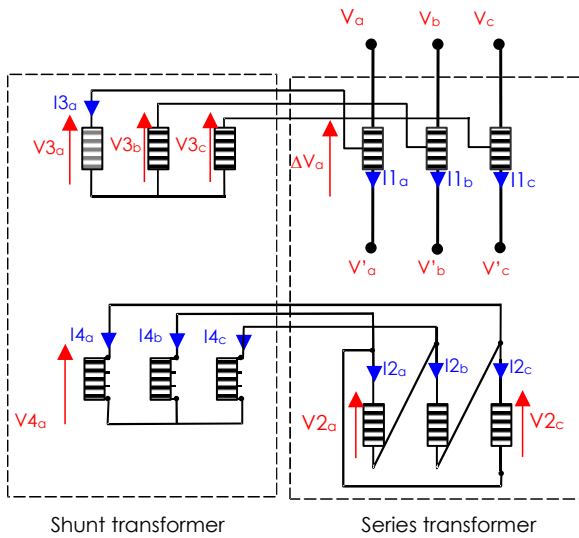 Va Vb Vc
I3a
V3a V3b V3c ΔVa
I1a I1b I1c
V'a V'b V'c
I4a I4b I4c
I2a I2b I2c
V4a V2a V2c
Shunt transformer Series transformer